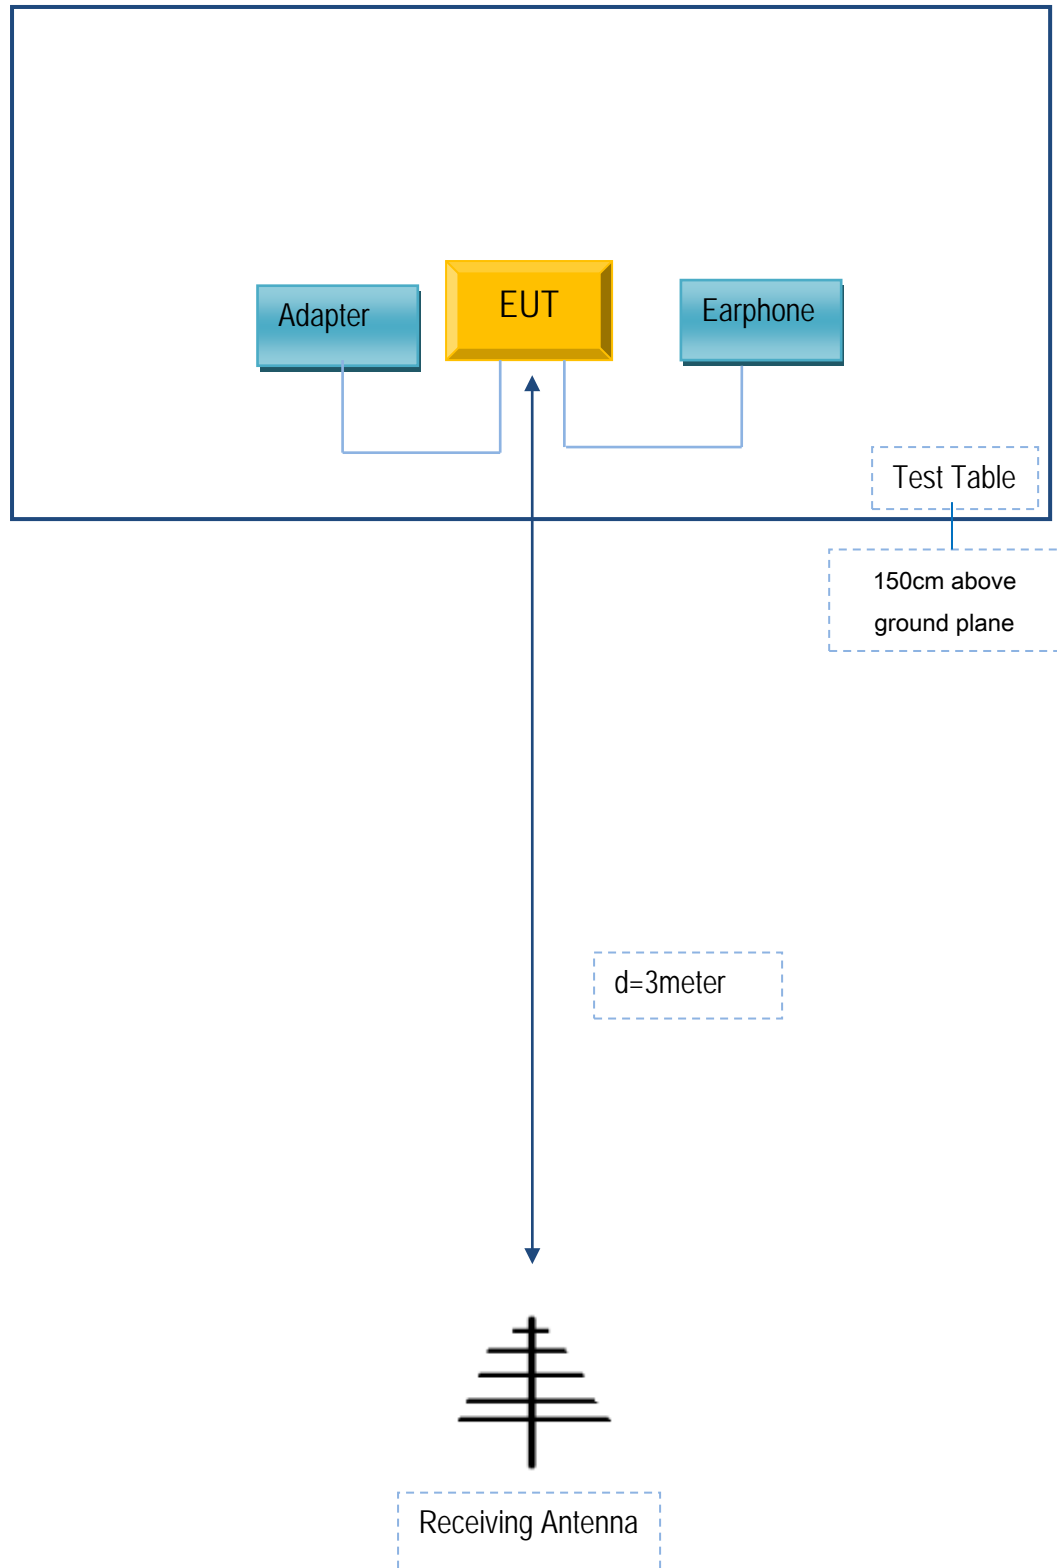 Adapter
EUT
Earphone
Test Table
150cm above
ground plane
d=3meter
Receiving Antenna